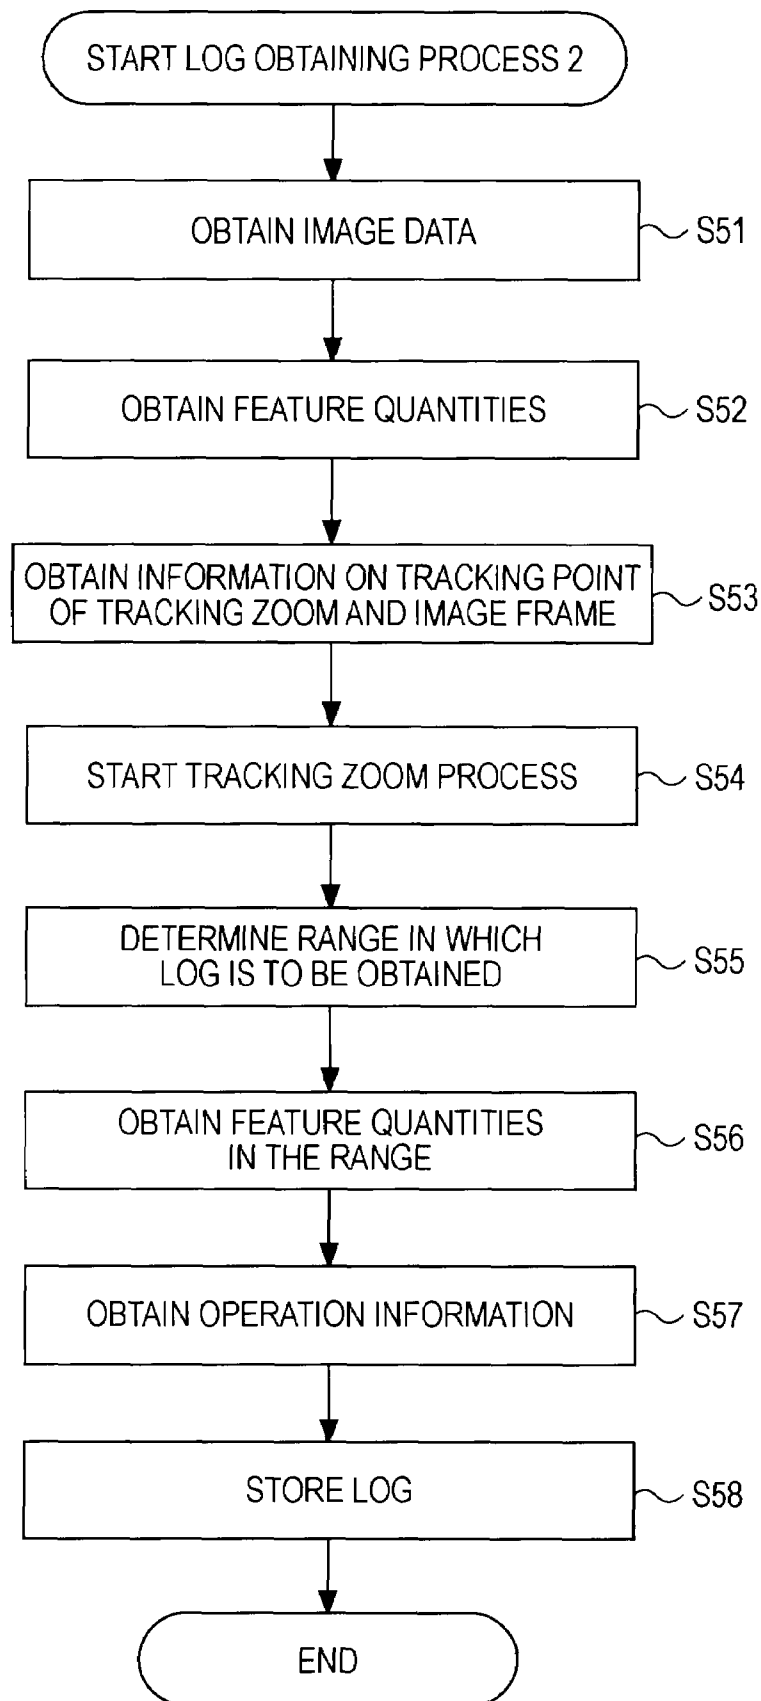 START LOG OBTAINING PROCESS 2
OBTAIN IMAGE DATA
S51
OBTAIN FEATURE QUANTITIES
S52
OBTAIN INFORMATION ON TRACKING POINT
OF TRACKING ZOOM AND IMAGE FRAME
S53
START TRACKING ZOOM PROCESS
S54
DETERMINE RANGE IN WHICH
LOG IS TO BE OBTAINED
S55
OBTAIN FEATURE QUANTITIES
IN THE RANGE
S56
OBTAIN OPERATION INFORMATION
S57
STORE LOG
S58
END